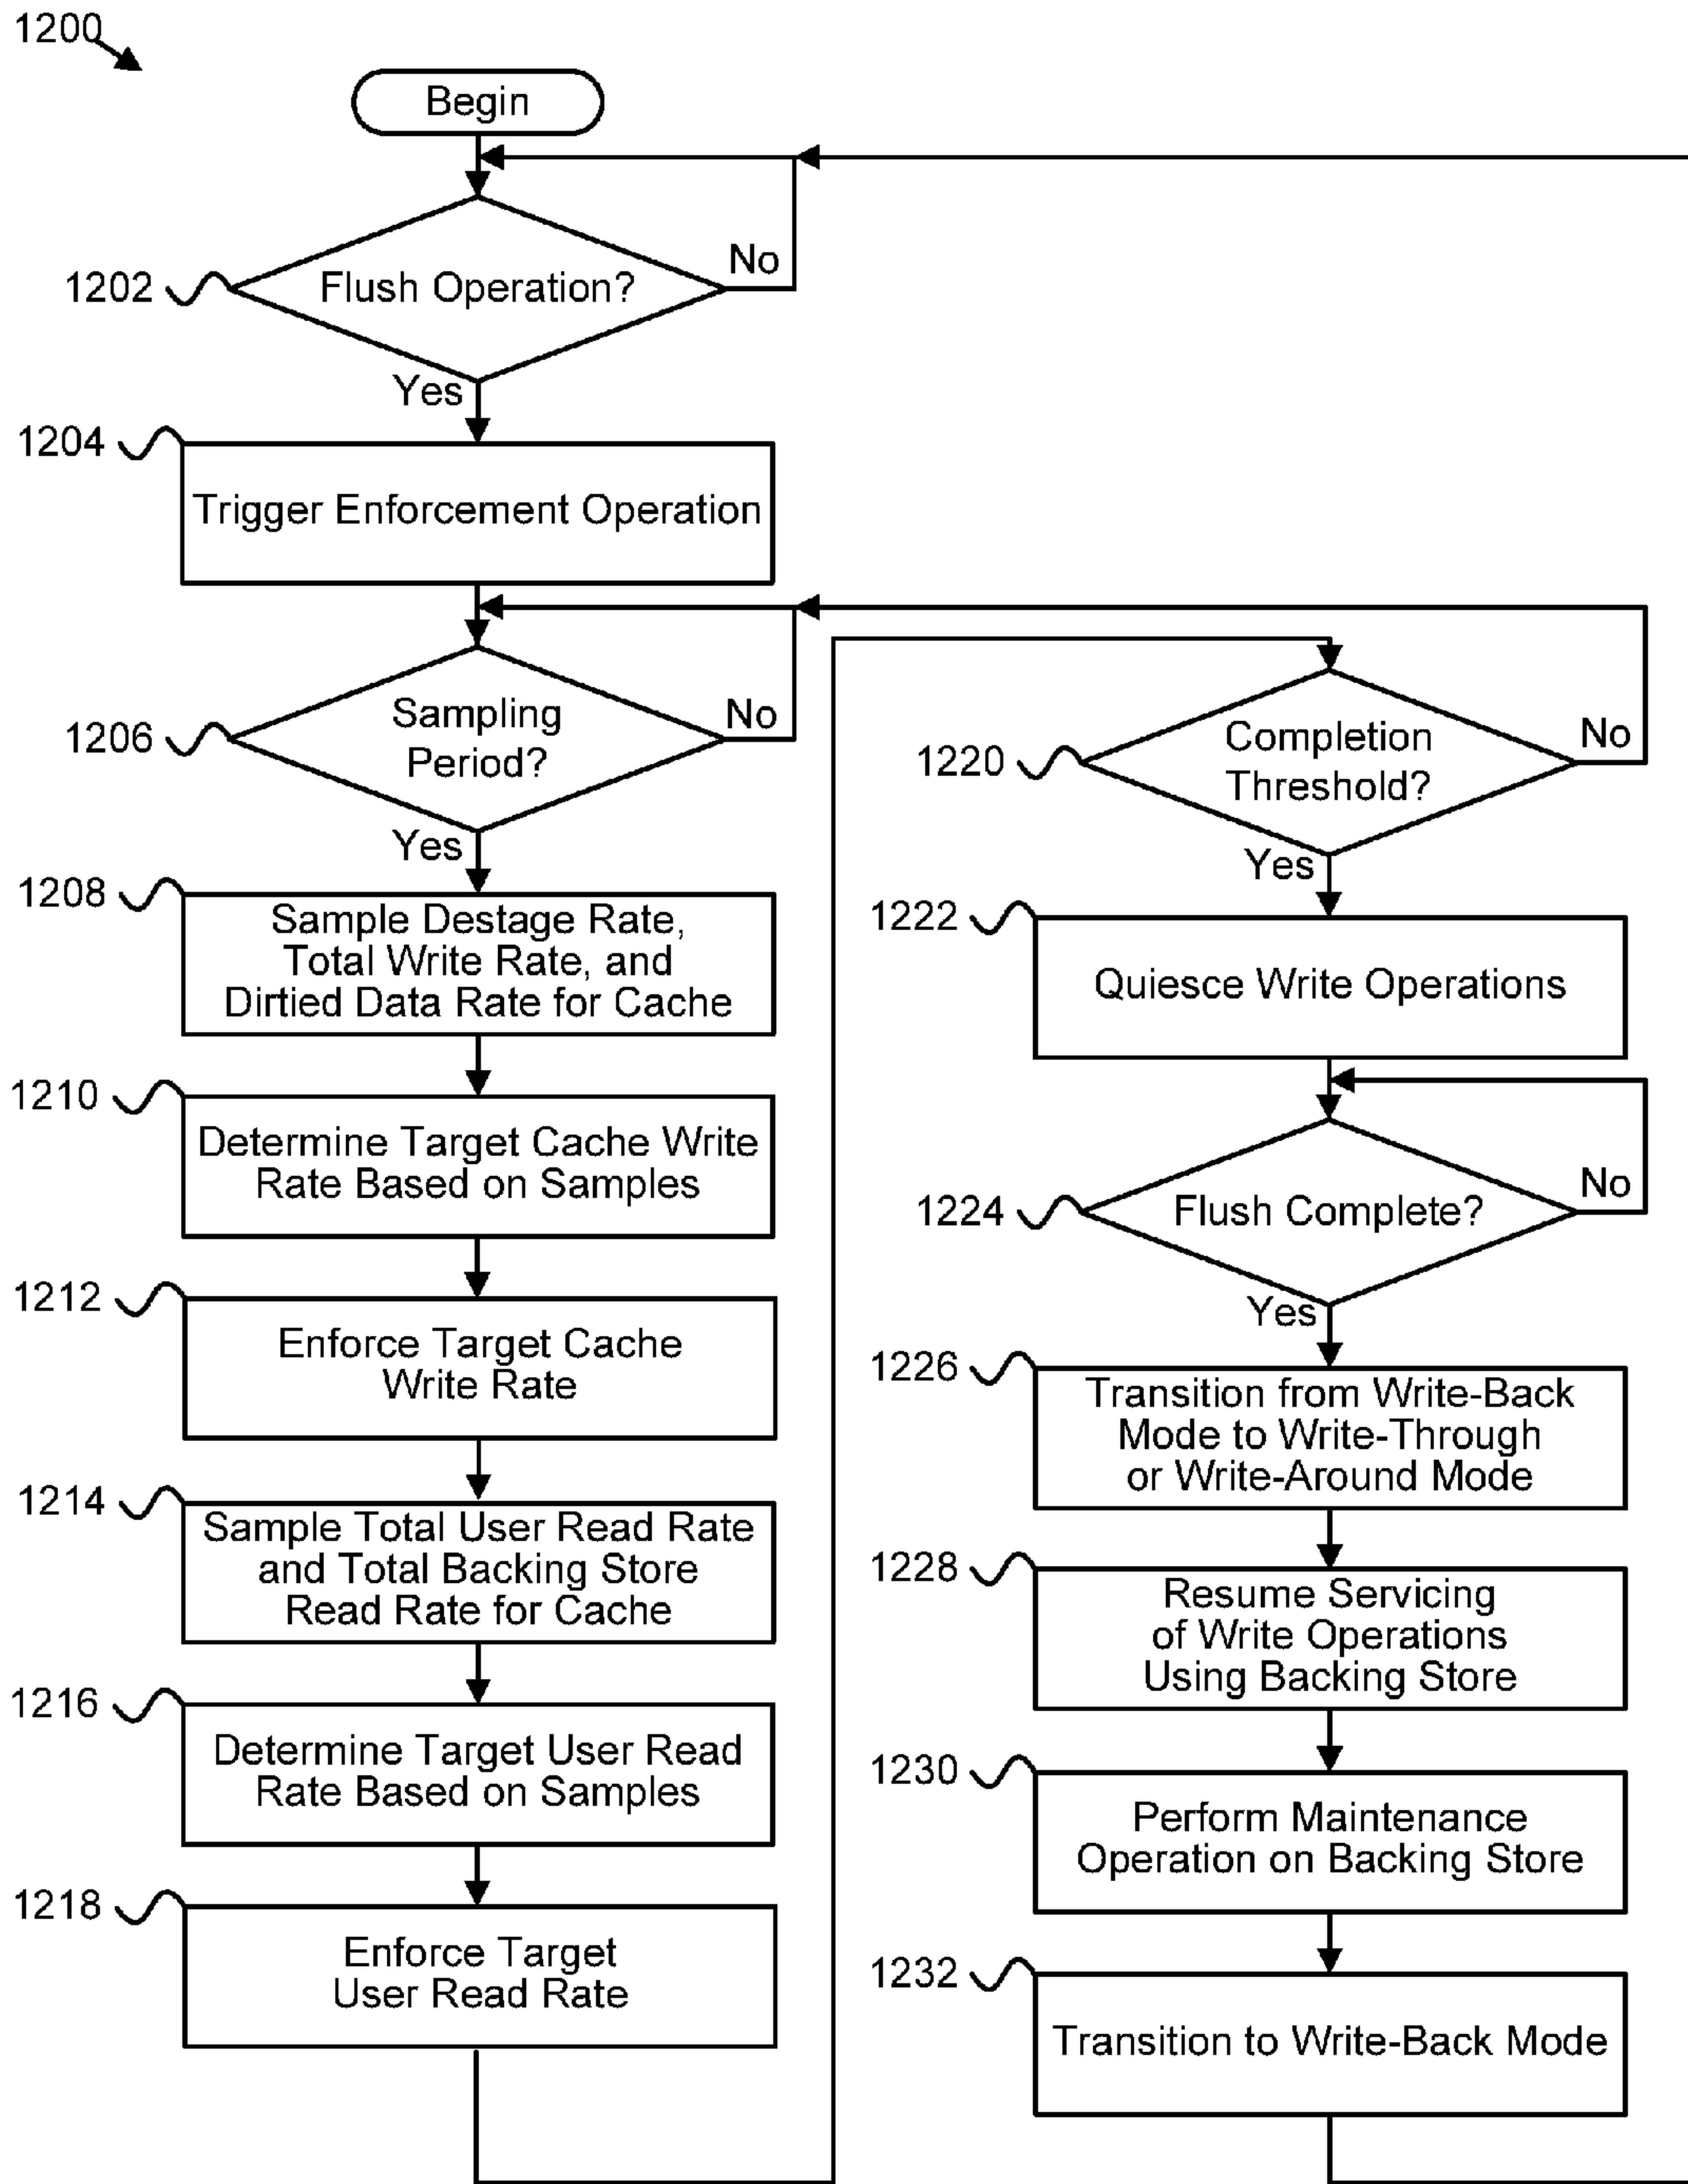 1200
Begin
1202
Flush Operation?
No
Yes
1204
Trigger Enforcement Operation
1206
Sampling
Period?
No
Yes
1208
Sample Destage Rate,
Total Write Rate, and
Dirtied Data Rate for Cache
1210
Determine Target Cache Write
Rate Based on Samples
1212
Enforce Target Cache
Write Rate
1214
Sample Total User Read Rate
and Total Backing Store
Read Rate for Cache
1216
Determine Target User Read
Rate Based on Samples
1218
Enforce Target
User Read Rate
1220
Completion
Threshold?
No
Yes
1222
Quiesce Write Operations
1224
Flush Complete?
No
Yes
1226
Transition from Write-Back
Mode to Write-Through
or Write-Around Mode
1228
Resume Servicing
of Write Operations
Using Backing Store
1230
Perform Maintenance
Operation on Backing Store
1232
Transition to Write-Back Mode